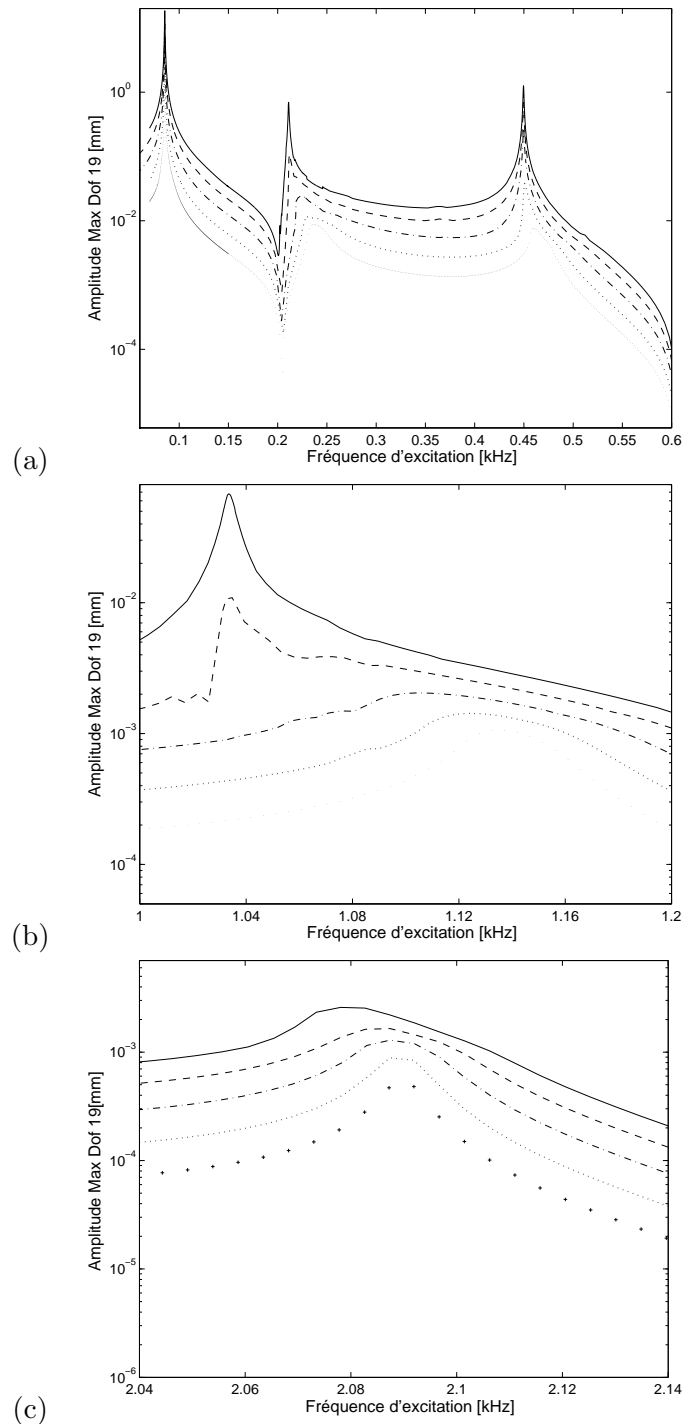 10^0
10^−2
10^−4
Amplitude Max Dof 19 [mm]
0.1 0.15 0.2 0.25 0.3 0.35 0.4 0.45 0.5 0.55 0.6
Fréquence d'excitation [kHz]
(a)
10^−2
10^−3
10^−4
Amplitude Max Dof 19 [mm]
1 1.04 1.08 1.12 1.16 1.2
Fréquence d'excitation [kHz]
(b)
10^−3
10^−4
10^−5
10^−6
Amplitude Max Dof 19[mm]
2.04 2.06 2.08 2.1 2.12 2.14
Fréquence d'excitation [kHz]
(c)